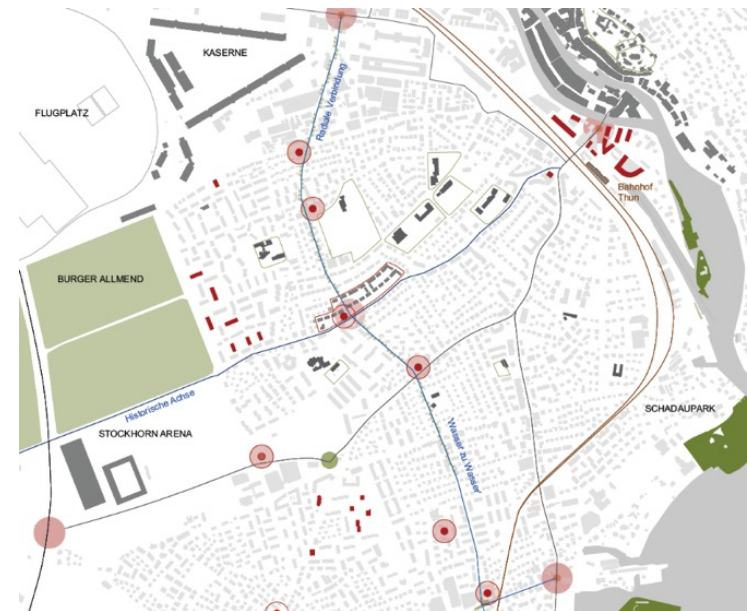 KASERNE
FLUGPLATZ
Radiale Verbindung
Bahnhof
Thun
BURGER ALLMEND
Historische Achse
SCHADAUPARK
STOCKHORN ARENA
Wasser zu Wasser